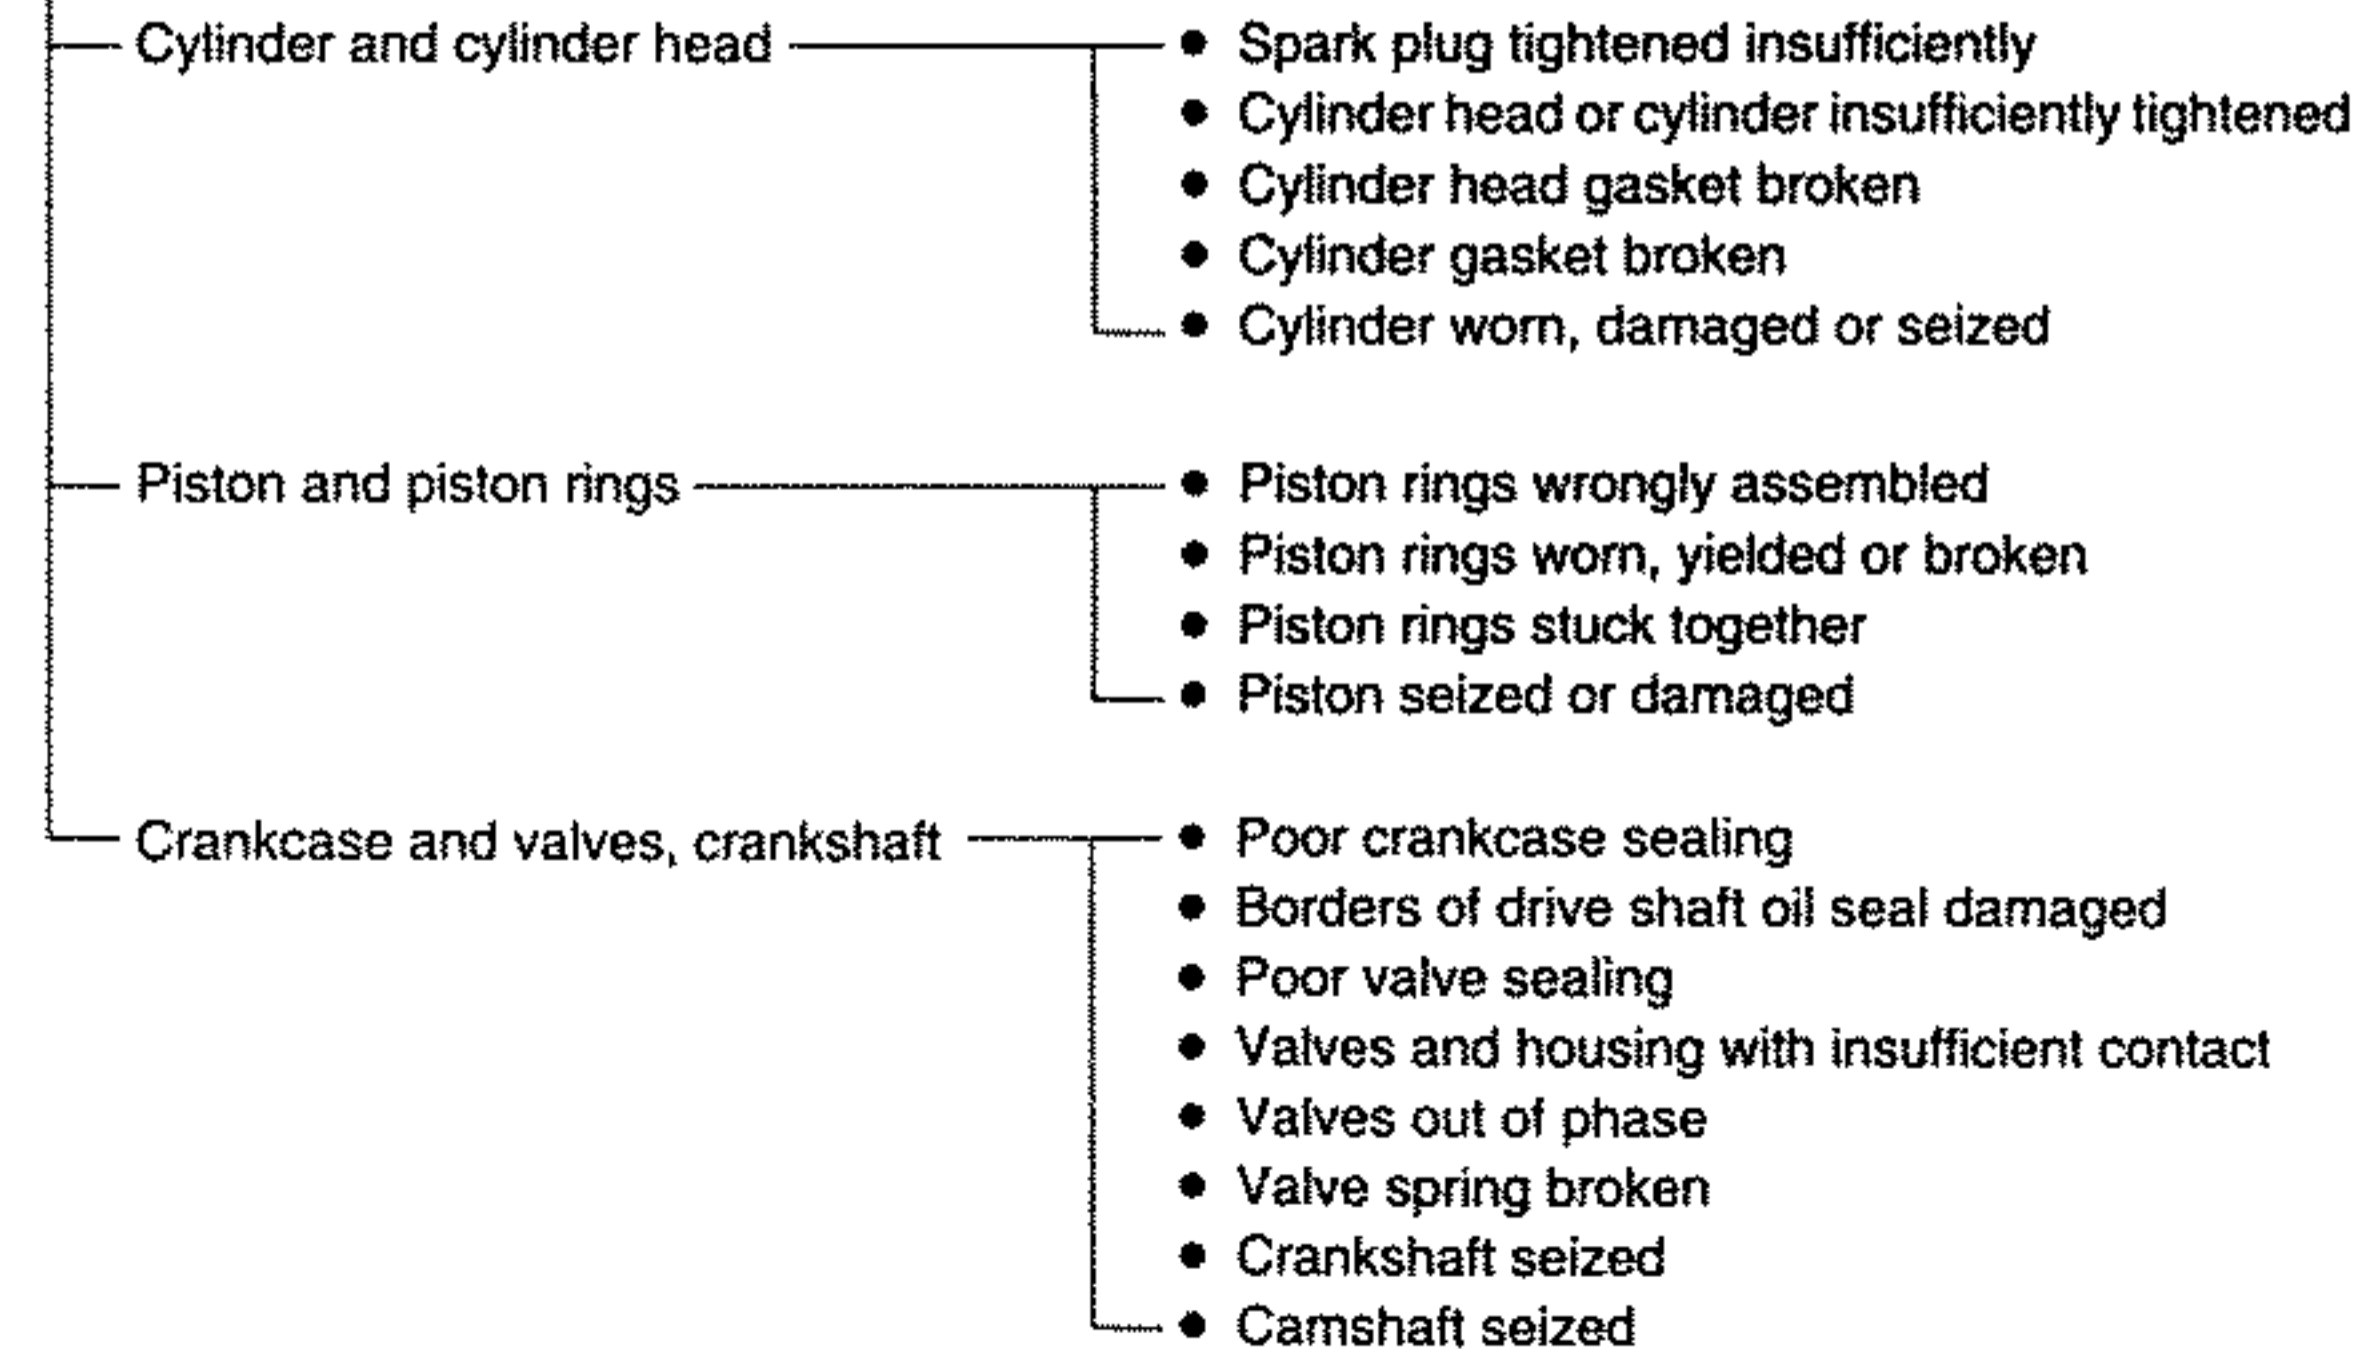 Cylinder and cylinder head
● Spark plug tightened insufficiently
● Cylinder head or cylinder insufficiently tightened
● Cylinder head gasket broken
● Cylinder gasket broken
● Cylinder worn, damaged or seized
Piston and piston rings
● Piston rings wrongly assembled
● Piston rings worn, yielded or broken
● Piston rings stuck together
● Piston seized or damaged
Crankcase and valves, crankshaft
● Poor crankcase sealing
● Borders of drive shaft oil seal damaged
● Poor valve sealing
● Valves and housing with insufficient contact
● Valves out of phase
● Valve spring broken
● Crankshaft seized
● Camshaft seized